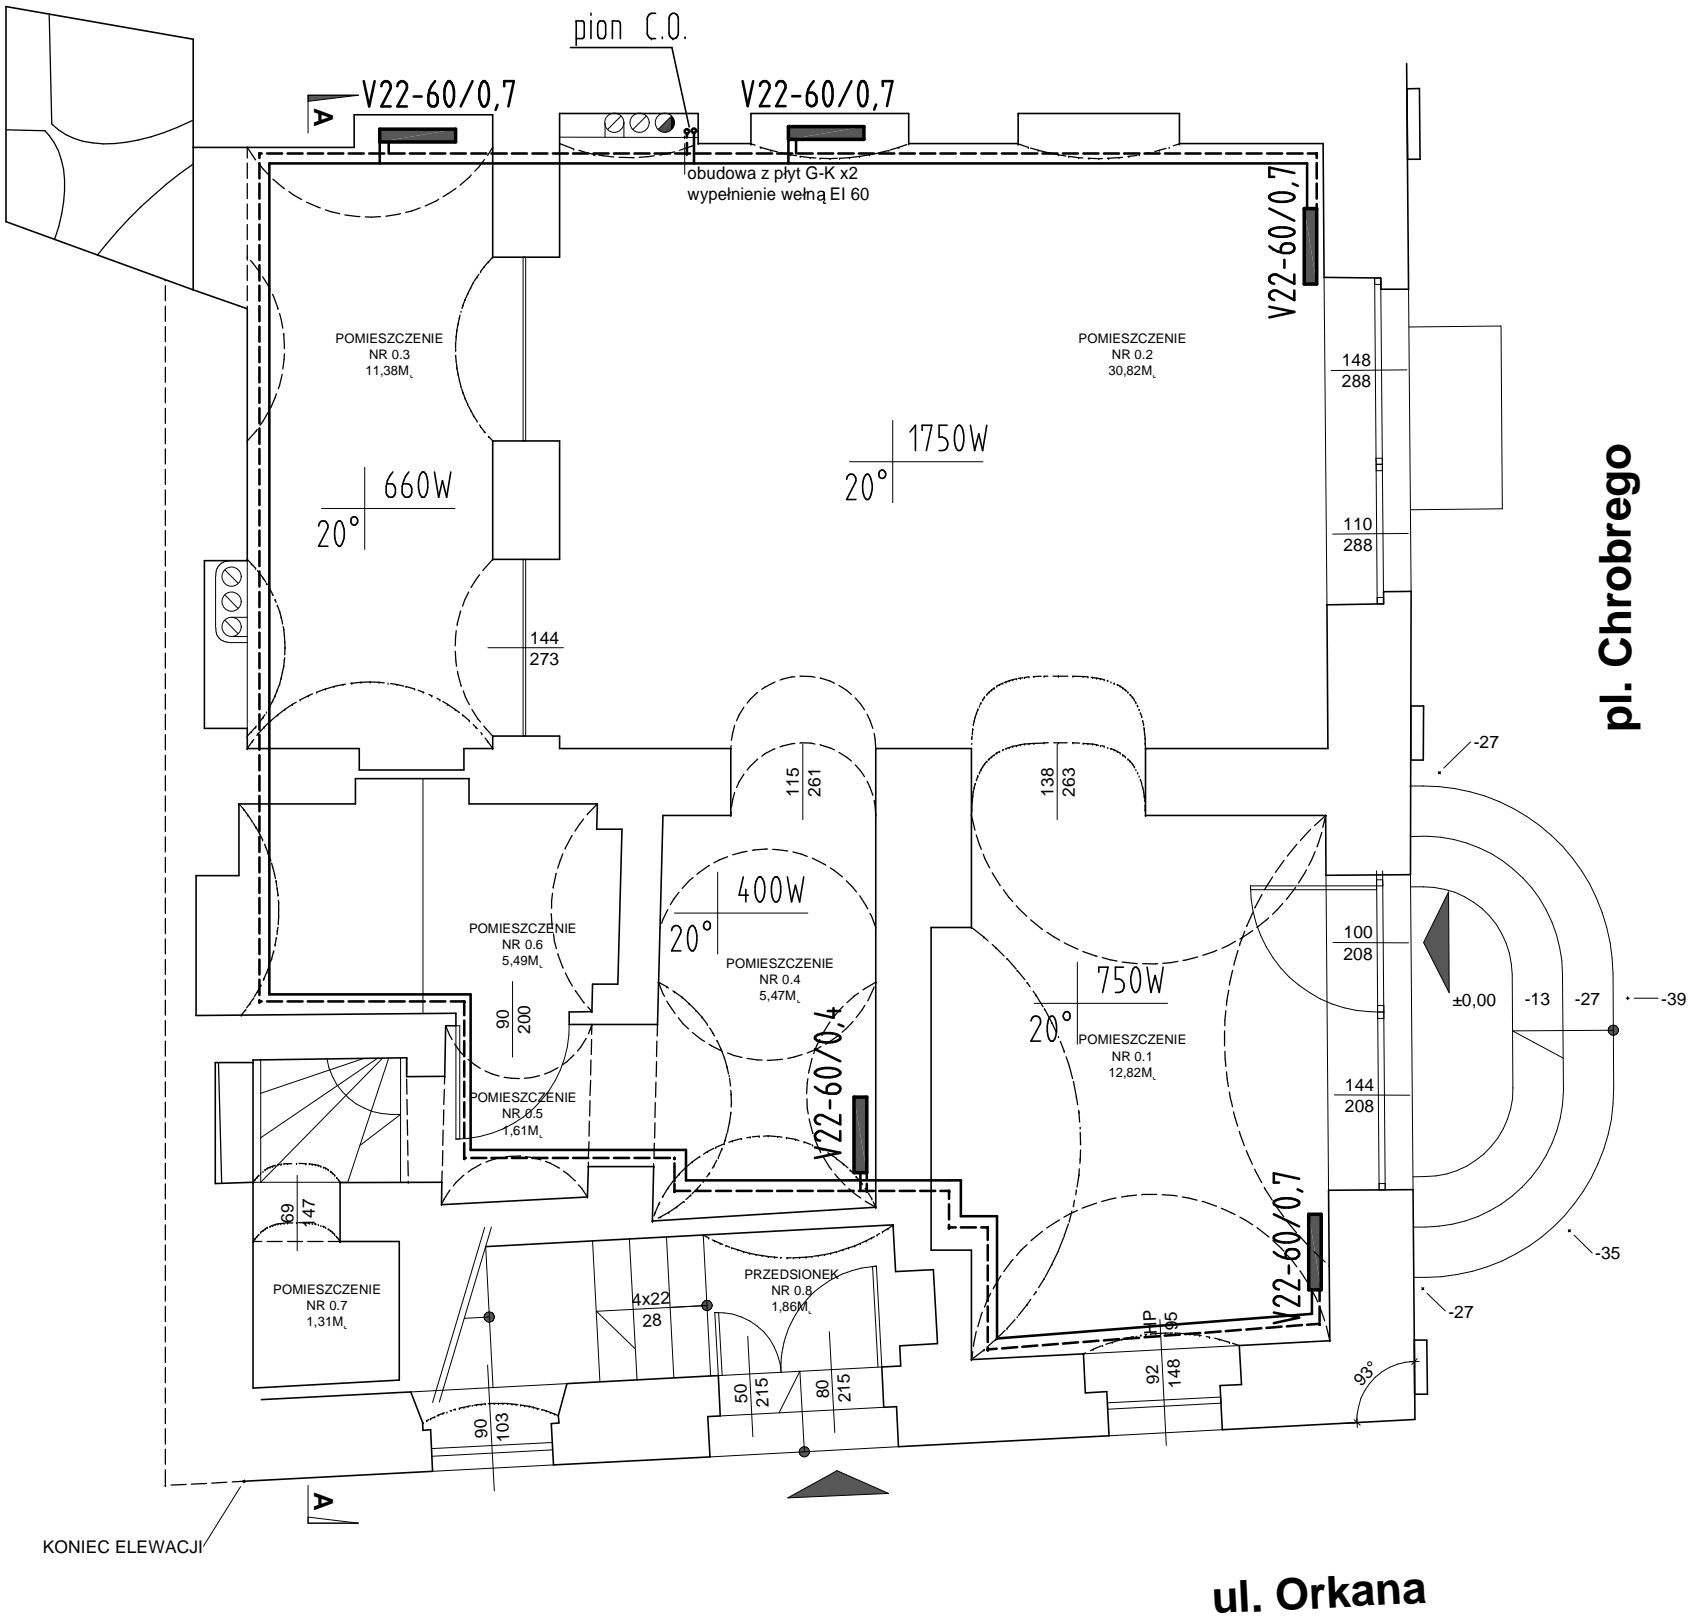 pion C.O.
V22-60/0,7
V22-60/0,7
A
obudowa z płyt G-K x2
wypełnienie wełną EI 60
V22-60/0,7
POMIESZCZENIE
NR 0.3
11,38M
POMIESZCZENIE
NR 0.2
30,82M
148
288
1750W
20°
660W
20°
110
288
pl. Chrobrego
144
273
-27
115
261
138
263
400W
20°
POMIESZCZENIE
NR 0.6
5,49M
POMIESZCZENIE
NR 0.4
5,47M
100
208
750W
20°
±0,00
-13
-27
-39
90
200
V22-60/0,4
POMIESZCZENIE
NR 0.1
12,82M
POMIESZCZENIE
NR 0.5
1,61M
144
208
69
147
V22-60/0,7
-35
POMIESZCZENIE
NR 0.7
1,31M
PRZEDSIONEK
NR 0.8
1,86M
4x22
28
-27
HP
95
92
148
93°
50
215
80
215
90
103
A
KONIEC ELEWACJI
ul. Orkana